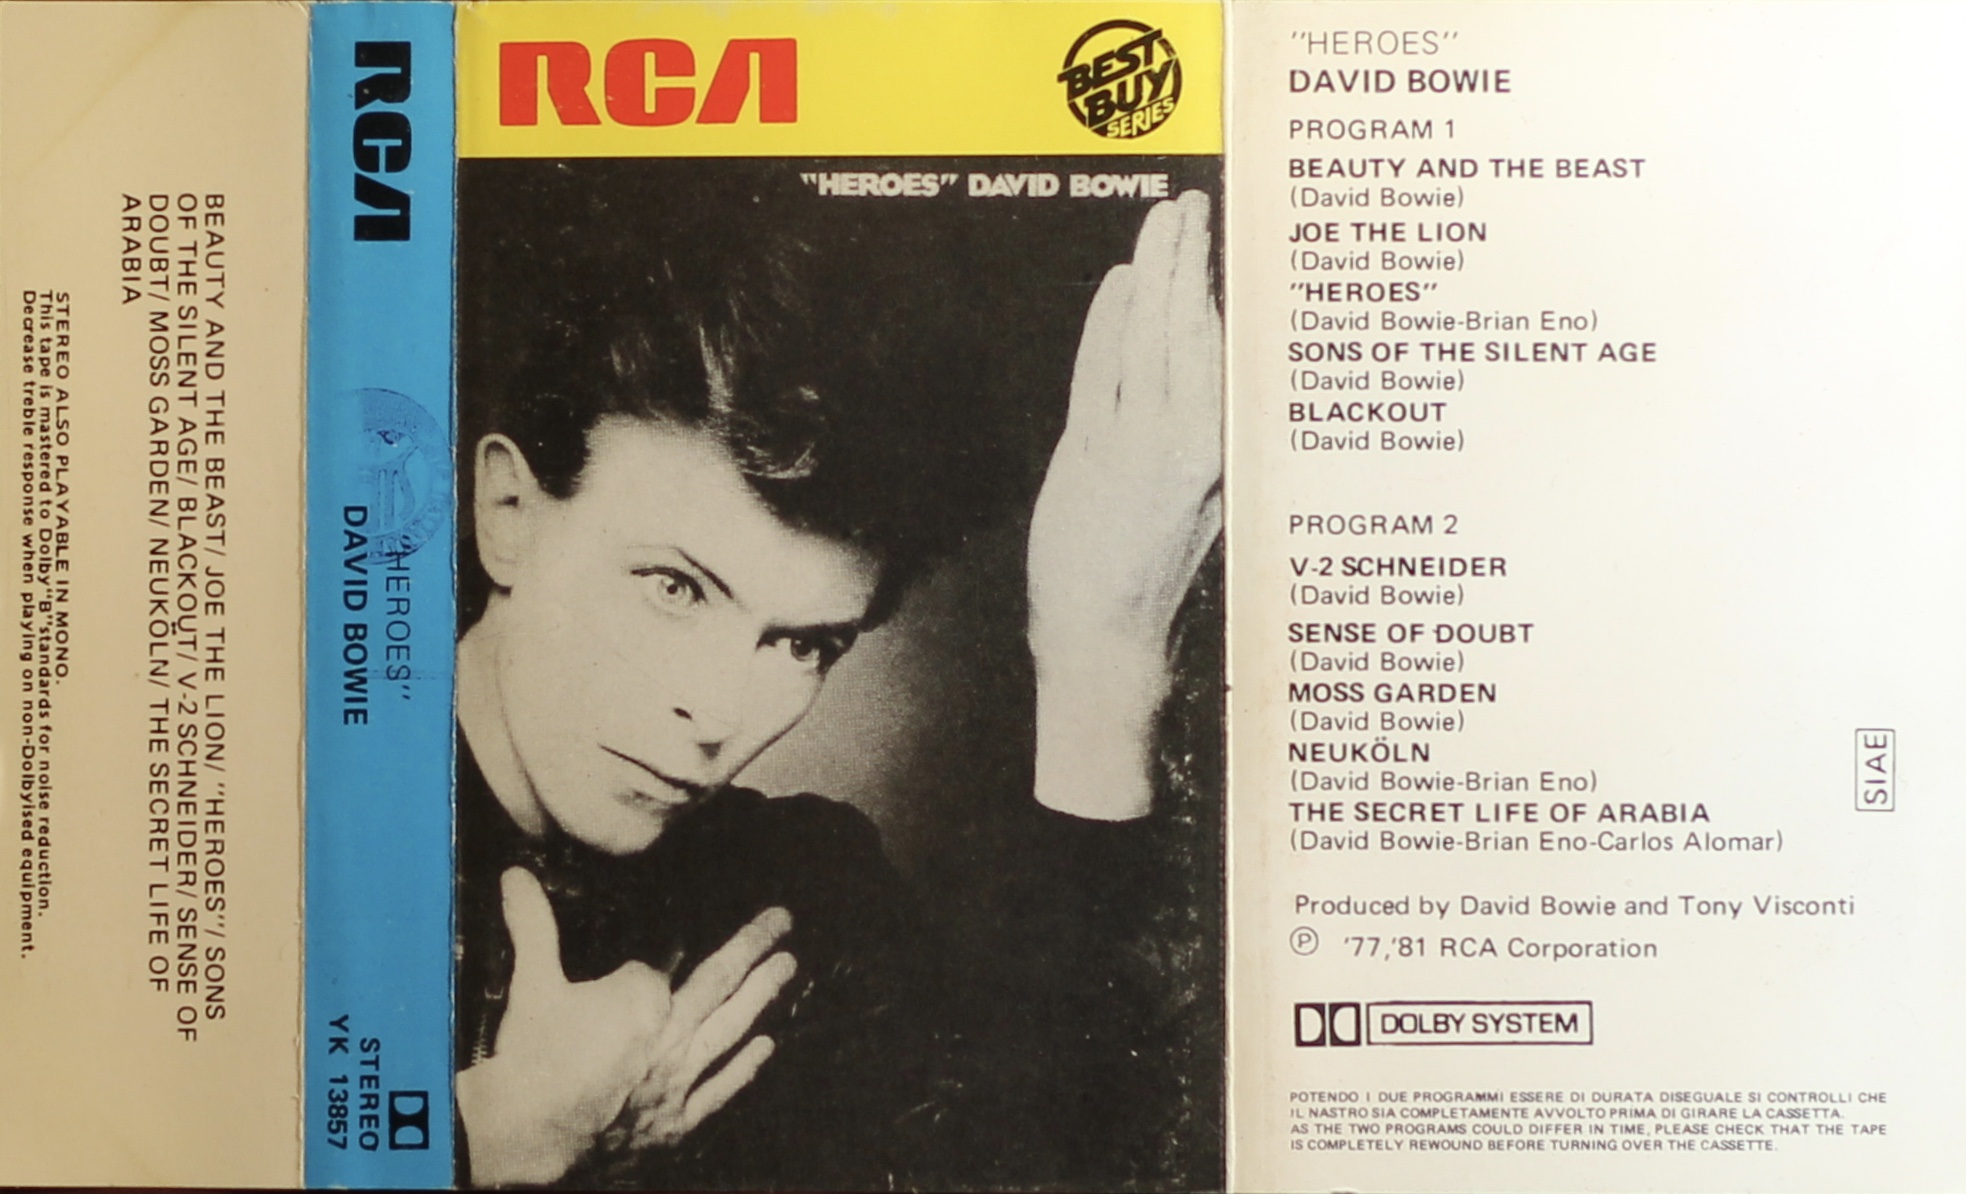 BEAUTY AND THE BEAST/ JOE THE LION/ "HEROES"/ SONS
OF THE SILENT AGE/ BLACKOUT/ V-2 SCHNEIDER/ SENSE OF
DOUBT/ MOSS GARDEN/ NEUKÖLN/ THE SECRET LIFE OF
ARABIA
STEREO ALSO PLAYABLE IN MONO.
This tape is mastered to Dolby "B" standards for noise reduction.
Decrease treble response when playing on non-Dolbyised equipment.
RCA
"HEROES"
DAVID BOWIE
STEREO
YK 13857
RCA
BEST
BUY
SERIES
"HEROES" DAVID BOWIE
"HEROES"
DAVID BOWIE
PROGRAM 1
BEAUTY AND THE BEAST
(David Bowie)
JOE THE LION
(David Bowie)
"HEROES"
(David Bowie-Brian Eno)
SONS OF THE SILENT AGE
(David Bowie)
BLACKOUT
(David Bowie)
PROGRAM 2
V-2 SCHNEIDER
(David Bowie)
SENSE OF DOUBT
(David Bowie)
MOSS GARDEN
(David Bowie)
NEUKÖLN
(David Bowie-Brian Eno)
THE SECRET LIFE OF ARABIA
(David Bowie-Brian Eno-Carlos Alomar)
SIAE
Produced by David Bowie and Tony Visconti
Ⓟ '77,'81 RCA Corporation
DOLBY SYSTEM
POTENDO I DUE PROGRAMMI ESSERE DI DURATA DISEGUALE SI CONTROLLI CHE
IL NASTRO SIA COMPLETAMENTE AVVOLTO PRIMA DI GIRARE LA CASSETTA.
AS THE TWO PROGRAMS COULD DIFFER IN TIME, PLEASE CHECK THAT THE TAPE
IS COMPLETELY REWOUND BEFORE TURNING OVER THE CASSETTE.